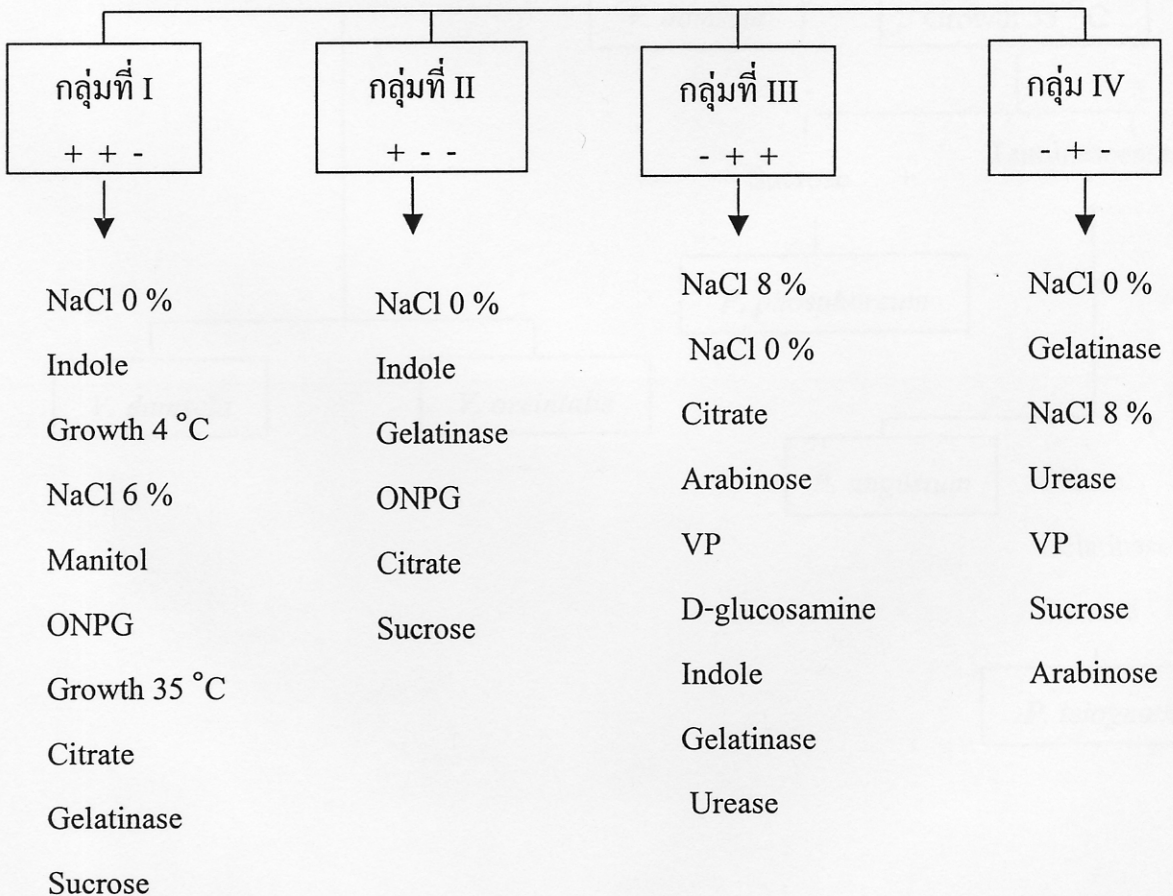 กลุ่มที่ I
+ + -
NaCl 0 %
Indole
Growth 4 °C
NaCl 6 %
Manitol
ONPG
Growth 35 °C
Citrate
Gelatinase
Sucrose
กลุ่มที่ II
+ - -
NaCl 0 %
Indole
Gelatinase
ONPG
Citrate
Sucrose
กลุ่มที่ III
- + +
NaCl 8 %
NaCl 0 %
Citrate
Arabinose
VP
D-glucosamine
Indole
Gelatinase
Urease
กลุ่ม IV
- + -
NaCl 0 %
Gelatinase
NaCl 8 %
Urease
VP
Sucrose
Arabinose